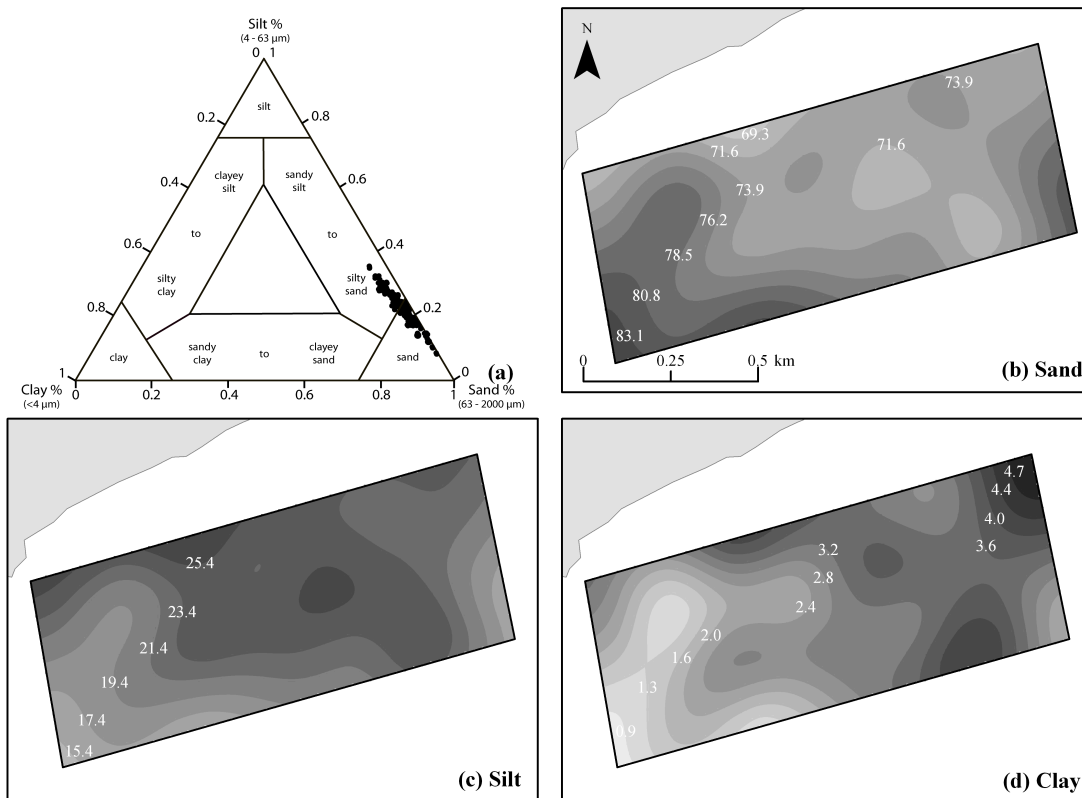 Silt %
(4 - 63 µm)
0 1
silt
0.2 0.8
clayey
silt
sandy
silt
0.4 0.6
to to
0.6 0.4
silty
clay
silty
sand
0.8 0.2
clay
sandy
clay
to
clayey
sand
sand
(a)
1 0
0 0.2 0.4 0.6 0.8 1
Clay %
(<4 µm)
Sand %
(63 - 2000 µm)
N
73.9
69.3
71.6
71.6
73.9
76.2
78.5
80.8
83.1
0 0.25 0.5 km
(b) Sand
25.4
23.4
21.4
19.4
17.4
15.4
(c) Silt
4.7
4.4
4.0
3.6
3.2
2.8
2.4
2.0
1.6
1.3
0.9
(d) Clay